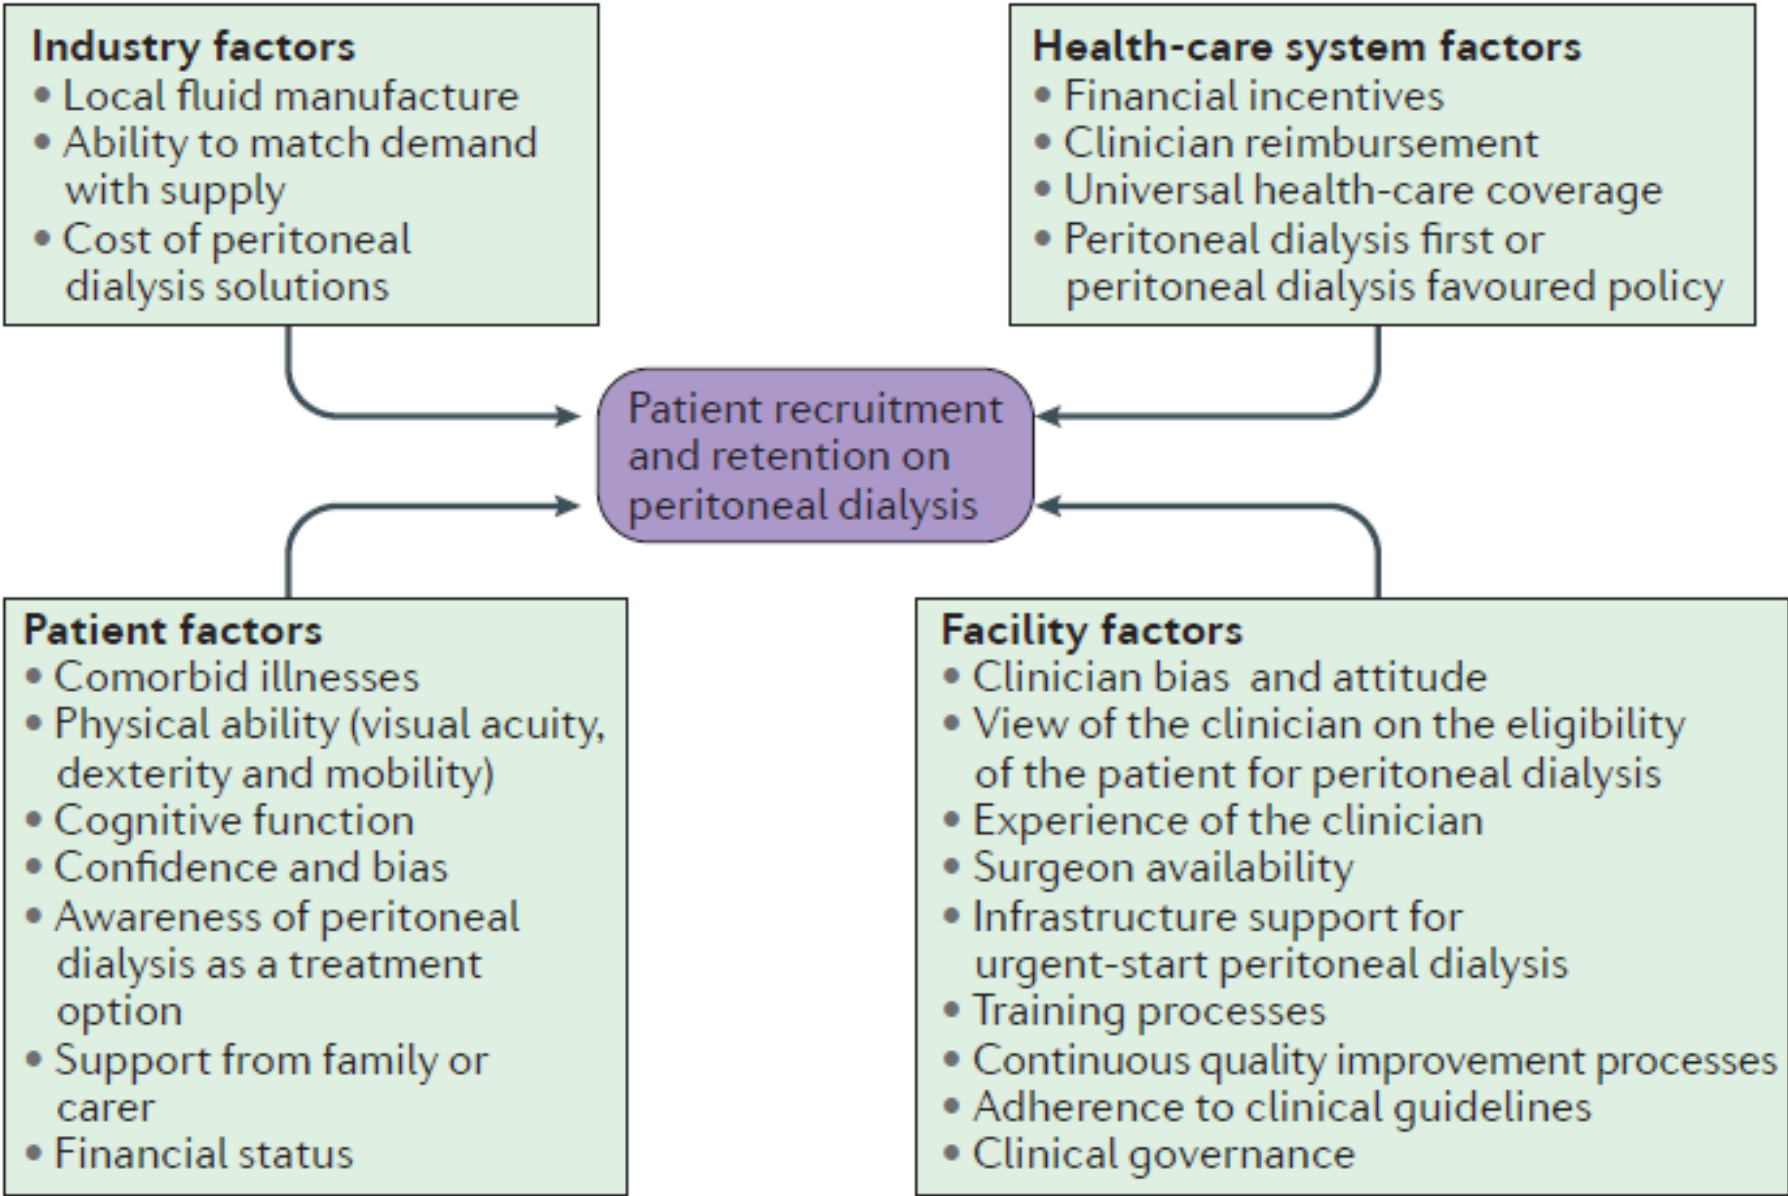 Industry factors
• Local fluid manufacture
• Ability to match demand
with supply
• Cost of peritoneal
dialysis solutions
Health-care system factors
• Financial incentives
• Clinician reimbursement
• Universal health-care coverage
• Peritoneal dialysis first or
peritoneal dialysis favoured policy
Patient recruitment
and retention on
peritoneal dialysis
Patient factors
• Comorbid illnesses
• Physical ability (visual acuity,
dexterity and mobility)
• Cognitive function
• Confidence and bias
• Awareness of peritoneal
dialysis as a treatment
option
• Support from family or
carer
• Financial status
Facility factors
• Clinician bias  and attitude
• View of the clinician on the eligibility
of the patient for peritoneal dialysis
• Experience of the clinician
• Surgeon availability
• Infrastructure support for
urgent-start peritoneal dialysis
• Training processes
• Continuous quality improvement processes
• Adherence to clinical guidelines
• Clinical governance